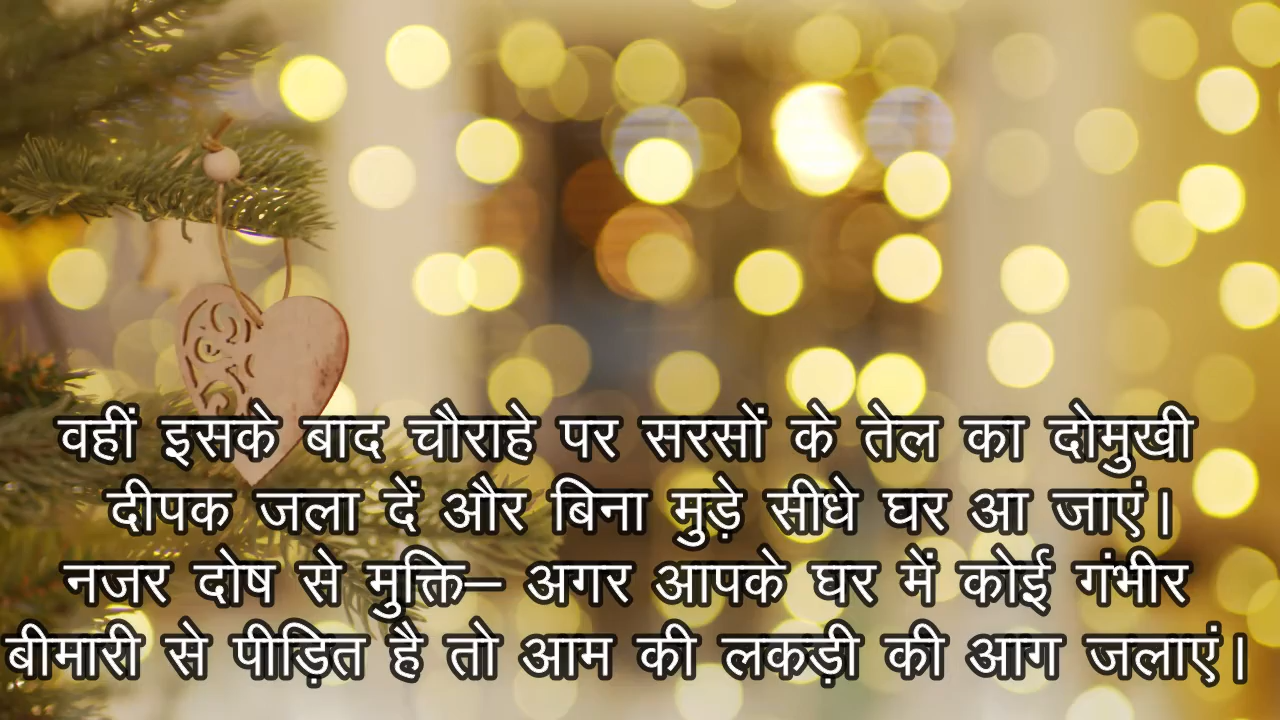 वहीं इसके बाद चौराहे पर सरसों के तेल का दोमुखी
दीपक जला दें और बिना मुड़े सीधे घर आ जाएं।
नजर दोष से मुक्ति– अगर आपके घर में कोई गंभीर
बीमारी से पीड़ित है तो आम की लकड़ी की आग जलाएं।